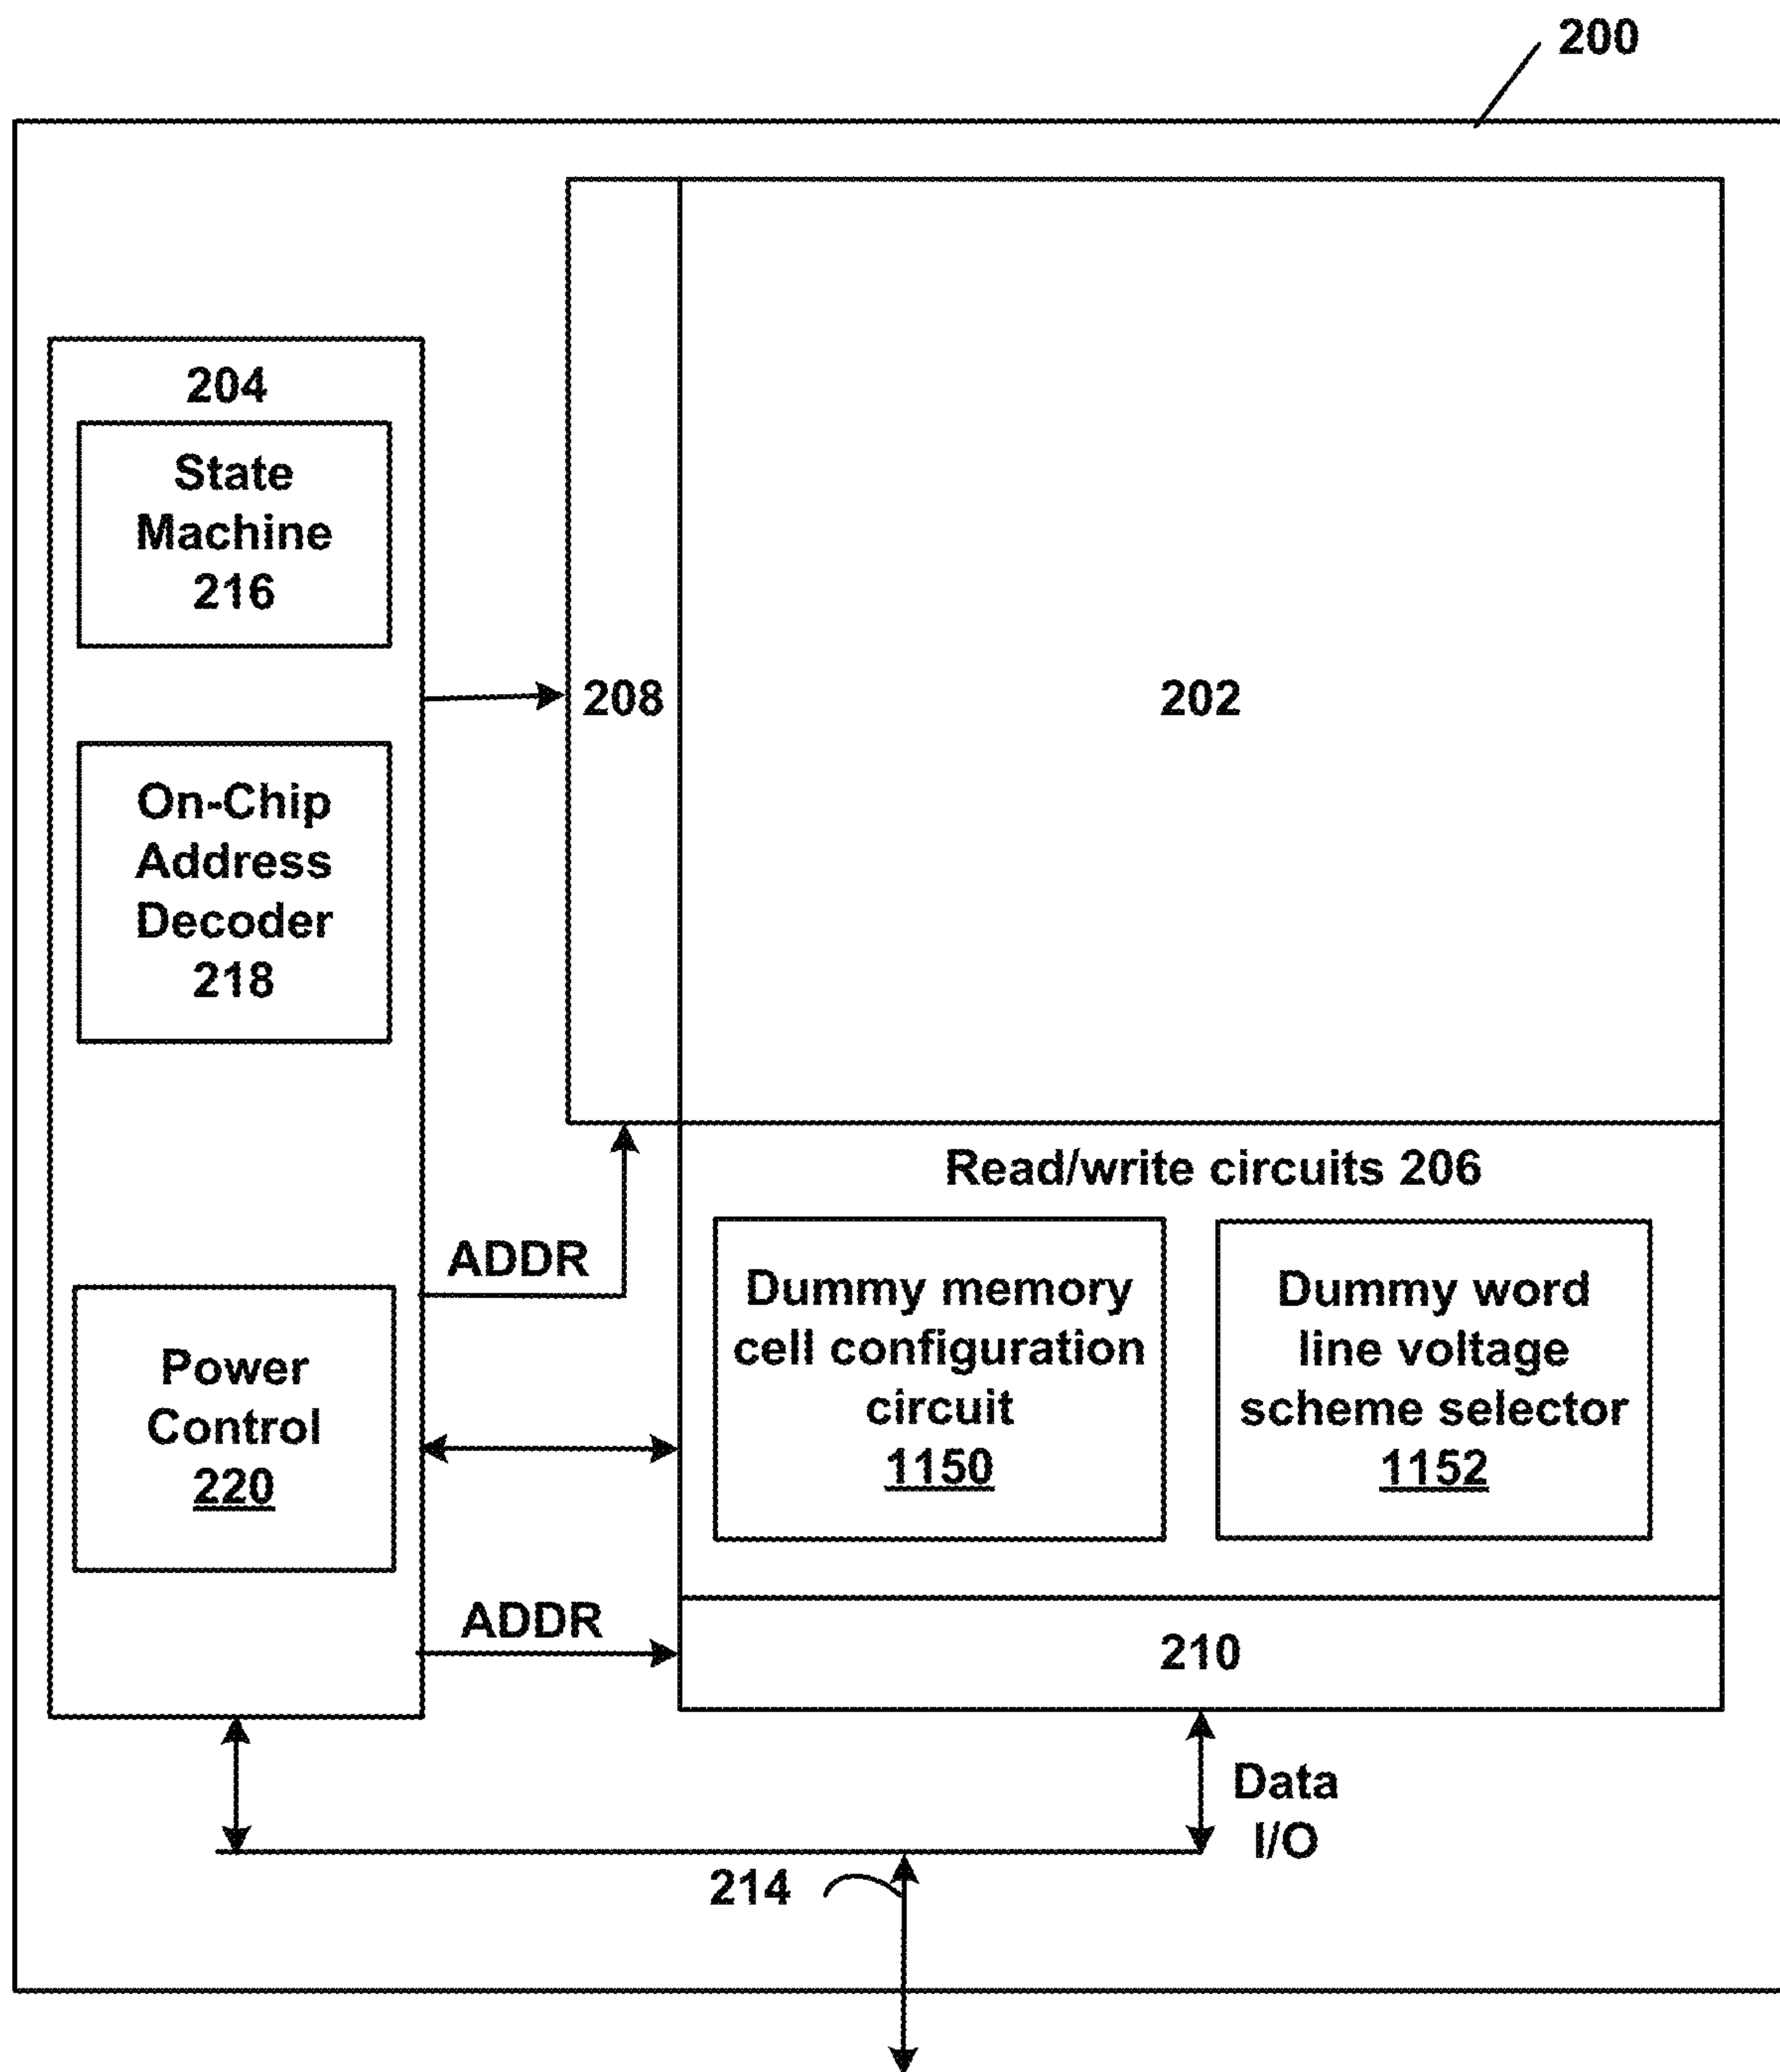 200
204
State
Machine
216
On-Chip
Address
Decoder
218
Power
Control
220
208
202
ADDR
ADDR
Read/write circuits 206
Dummy memory
cell configuration
circuit
1150
Dummy word
line voltage
scheme selector
1152
210
Data
I/O
214